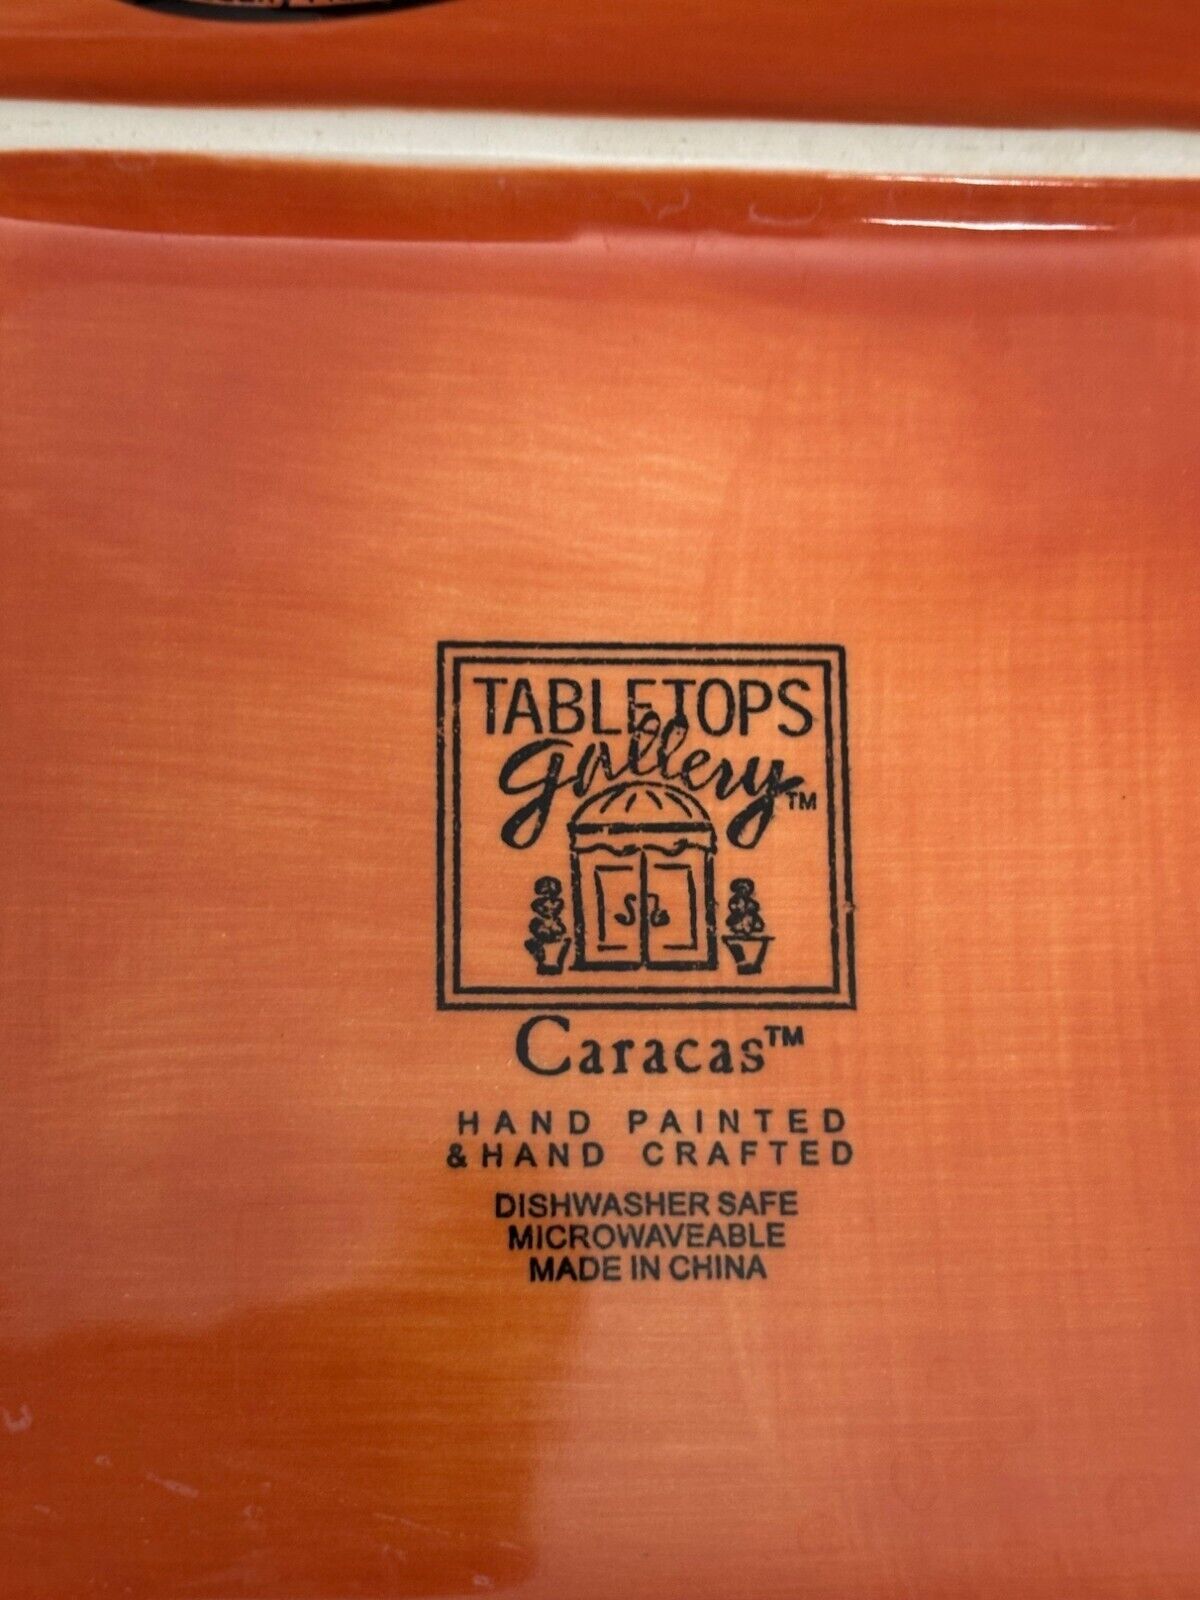 TABLETOPS
gallery™
Caracas™
HAND PAINTED
& HAND CRAFTED
DISHWASHER SAFE
MICROWAVEABLE
MADE IN CHINA